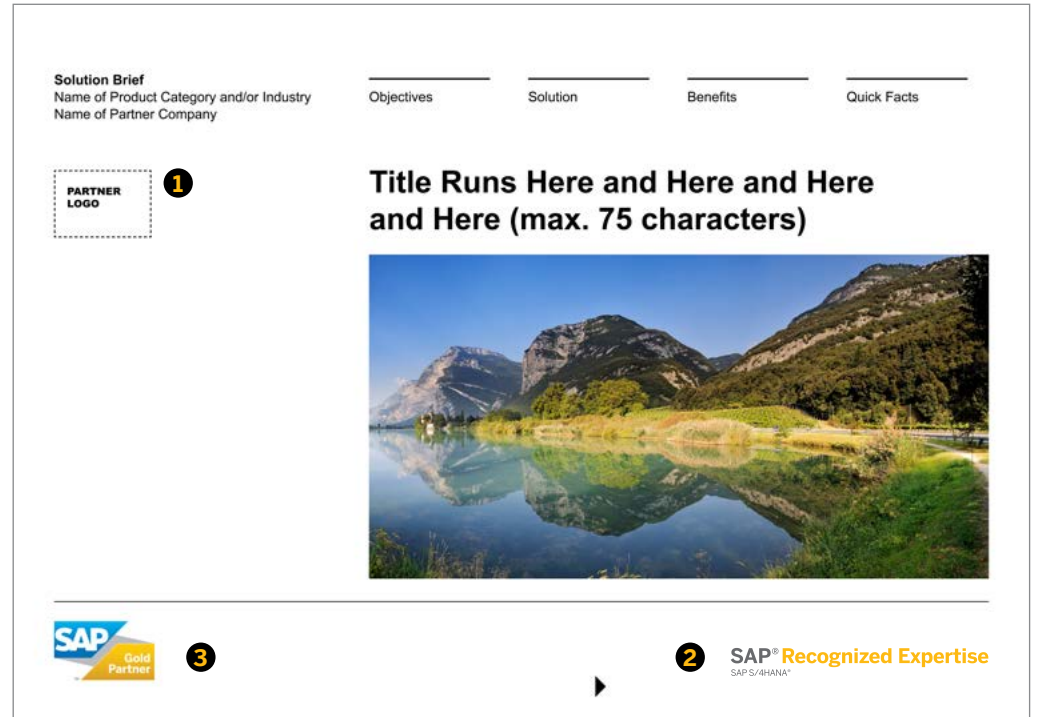 Solution Brief
Name of Product Category and/or Industry
Name of Partner Company
Objectives
Solution
Benefits
Quick Facts
PARTNER
LOGO
1
Title Runs Here and Here and Here
and Here (max. 75 characters)
SAP
Gold
Partner
3
2
SAP® Recognized Expertise
SAP S/4HANA®